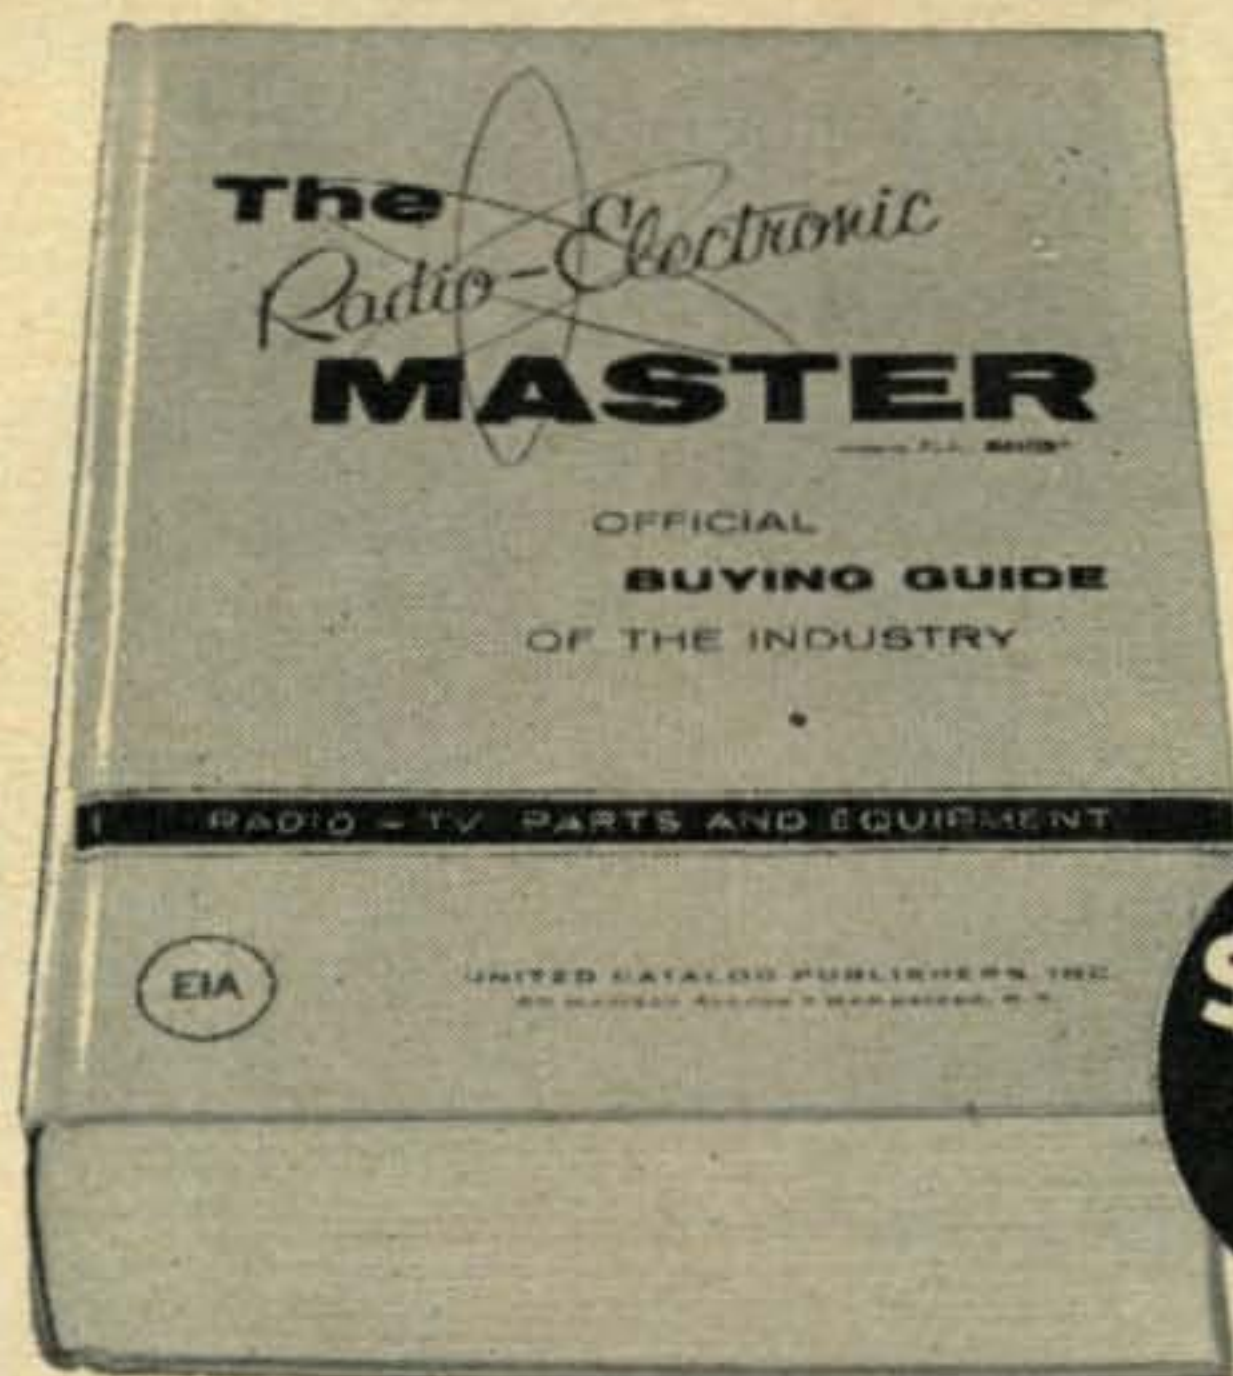 The
Radio-Electronic
MASTER
OFFICIAL
BUYING GUIDE
OF THE INDUSTRY
RADIO - TV PARTS AND EQUIPMENT
EIA
UNITED CATALOG PUBLISHERS, INC.